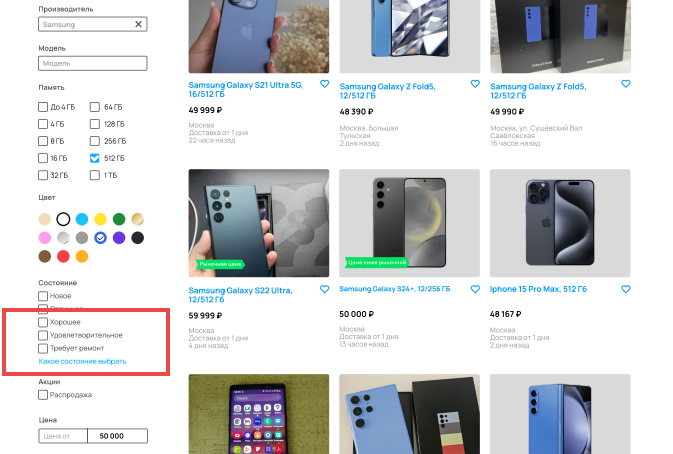 Производитель
Samsung
Модель
Модель
Память
До 4 ГБ
64 ГБ
4 ГБ
128 ГБ
8 ГБ
256 ГБ
16 ГБ
512 ГБ
32 ГБ
1 ТБ
Цвет
Состояние
Новое
Хорошее
Удовлетворительное
Требует ремонт
Какое состояние выбрать
Акции
Распродажа
Цена
Цена от
50 000
Samsung Galaxy S21 Ultra 5G,
16/512 ГБ
49 999 ₽
Москва
Доставка от 1 дня
22 часа назад
Samsung Galaxy Z Fold5,
12/512 ГБ
48 390 ₽
Москва, Большая
Тульская
2 дня назад
Samsung Galaxy Z Fold5,
12/512 ГБ
49 990 ₽
Москва, ул. Сущёвский Вал
Савёловская
16 часов назад
Рыночная цена
Samsung Galaxy S22 Ultra,
12/512 Гб
59 999 ₽
Москва
Доставка от 1 дня
4 дня назад
Цена ниже рыночной
Samsung Galaxy S24+, 12/256 ГБ
50 000 ₽
Москва
Доставка от 1 дня
13 часов назад
Iphone 15 Pro Max, 512 Гб
48 167 ₽
Москва
Доставка от 1 дня
2 дня назад